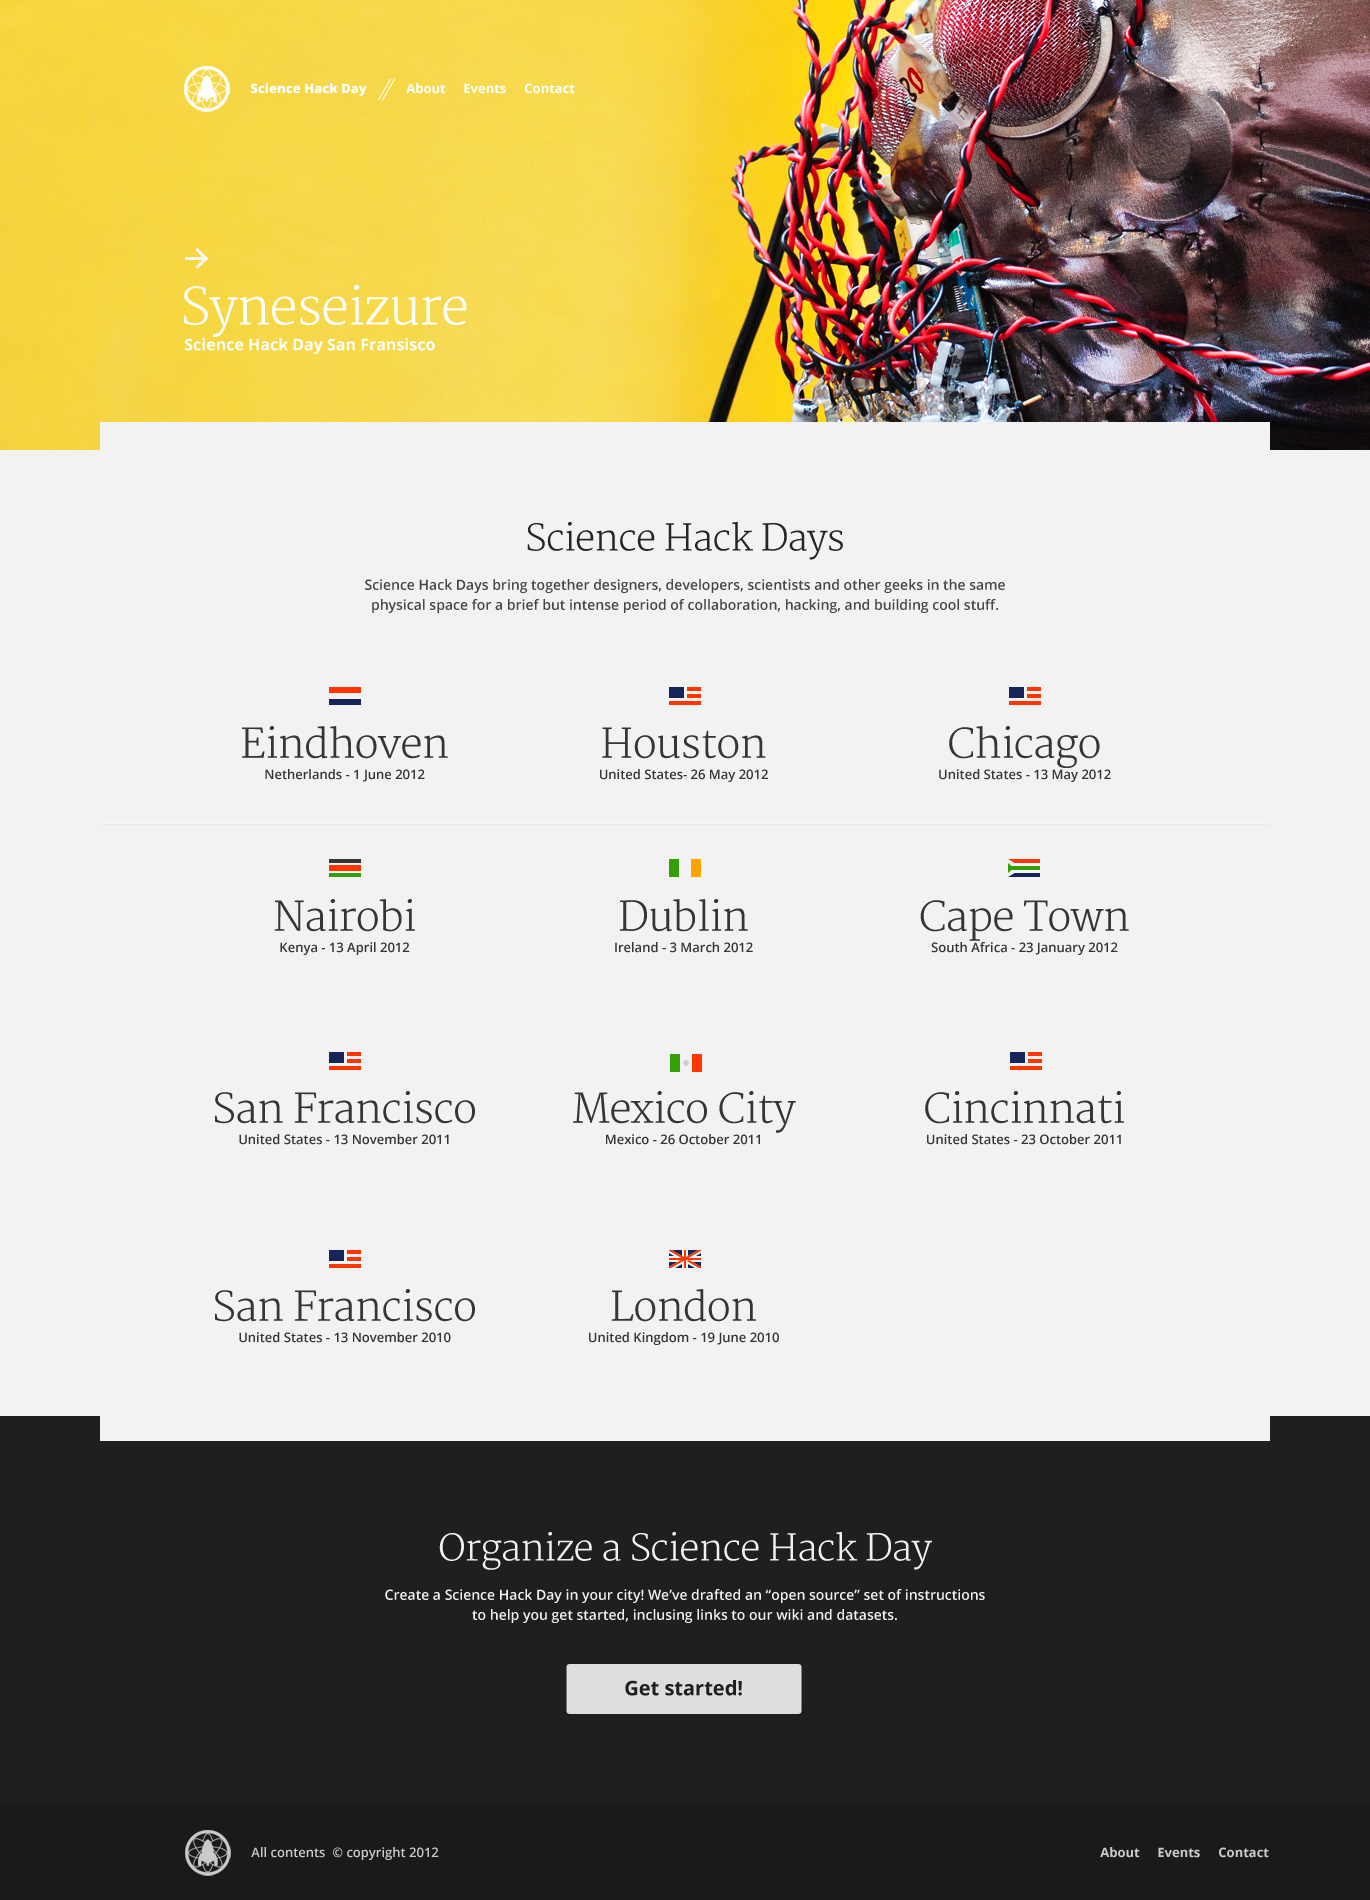 Science Hack Day // About Events Contact
→
Syneseizure
Science Hack Day San Fransisco
Science Hack Days
Science Hack Days bring together designers, developers, scientists and other geeks in the same
physical space for a brief but intense period of collaboration, hacking, and building cool stuff.
Eindhoven
Netherlands - 1 June 2012
Houston
United States- 26 May 2012
Chicago
United States - 13 May 2012
Nairobi
Kenya - 13 April 2012
Dublin
Ireland - 3 March 2012
Cape Town
South Africa - 23 January 2012
San Francisco
United States - 13 November 2011
Mexico City
Mexico - 26 October 2011
Cincinnati
United States - 23 October 2011
San Francisco
United States - 13 November 2010
London
United Kingdom - 19 June 2010
Organize a Science Hack Day
Create a Science Hack Day in your city! We’ve drafted an “open source” set of instructions
to help you get started, inclusing links to our wiki and datasets.
Get started!
All contents © copyright 2012
About Events Contact